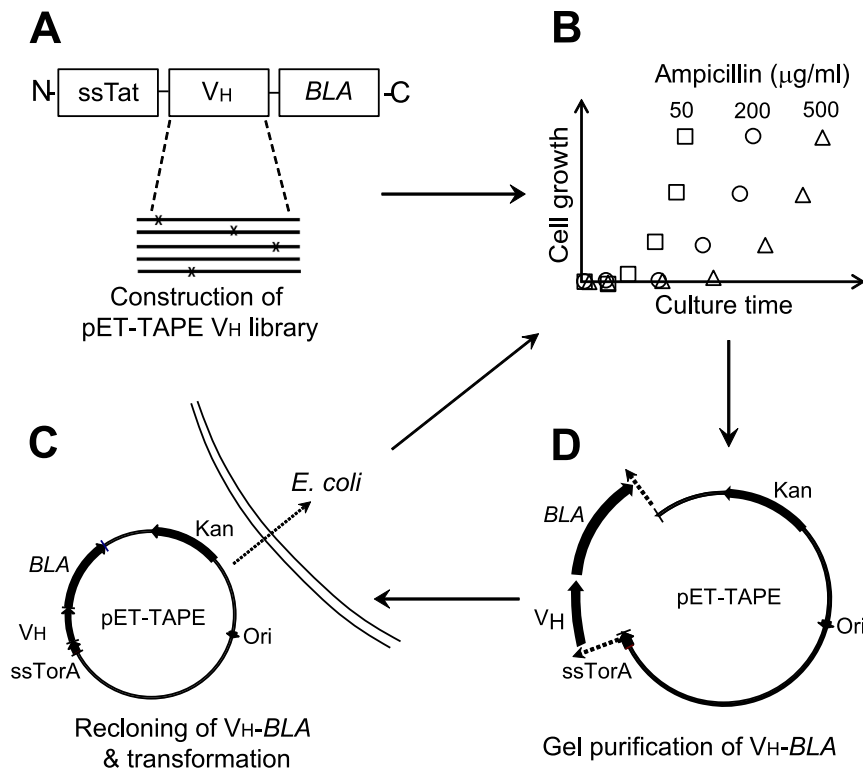 A
N- ssTat VH BLA -C
Construction of
pET-TAPE VH library
B
Ampicillin (μg/ml)
50 200 500
Cell growth
Culture time
C
E. coli
Kan
BLA
pET-TAPE
VH
Ori
ssTorA
Recloning of VH-BLA
& transformation
D
Kan
BLA
pET-TAPE
VH
Ori
ssTorA
Gel purification of VH-BLA